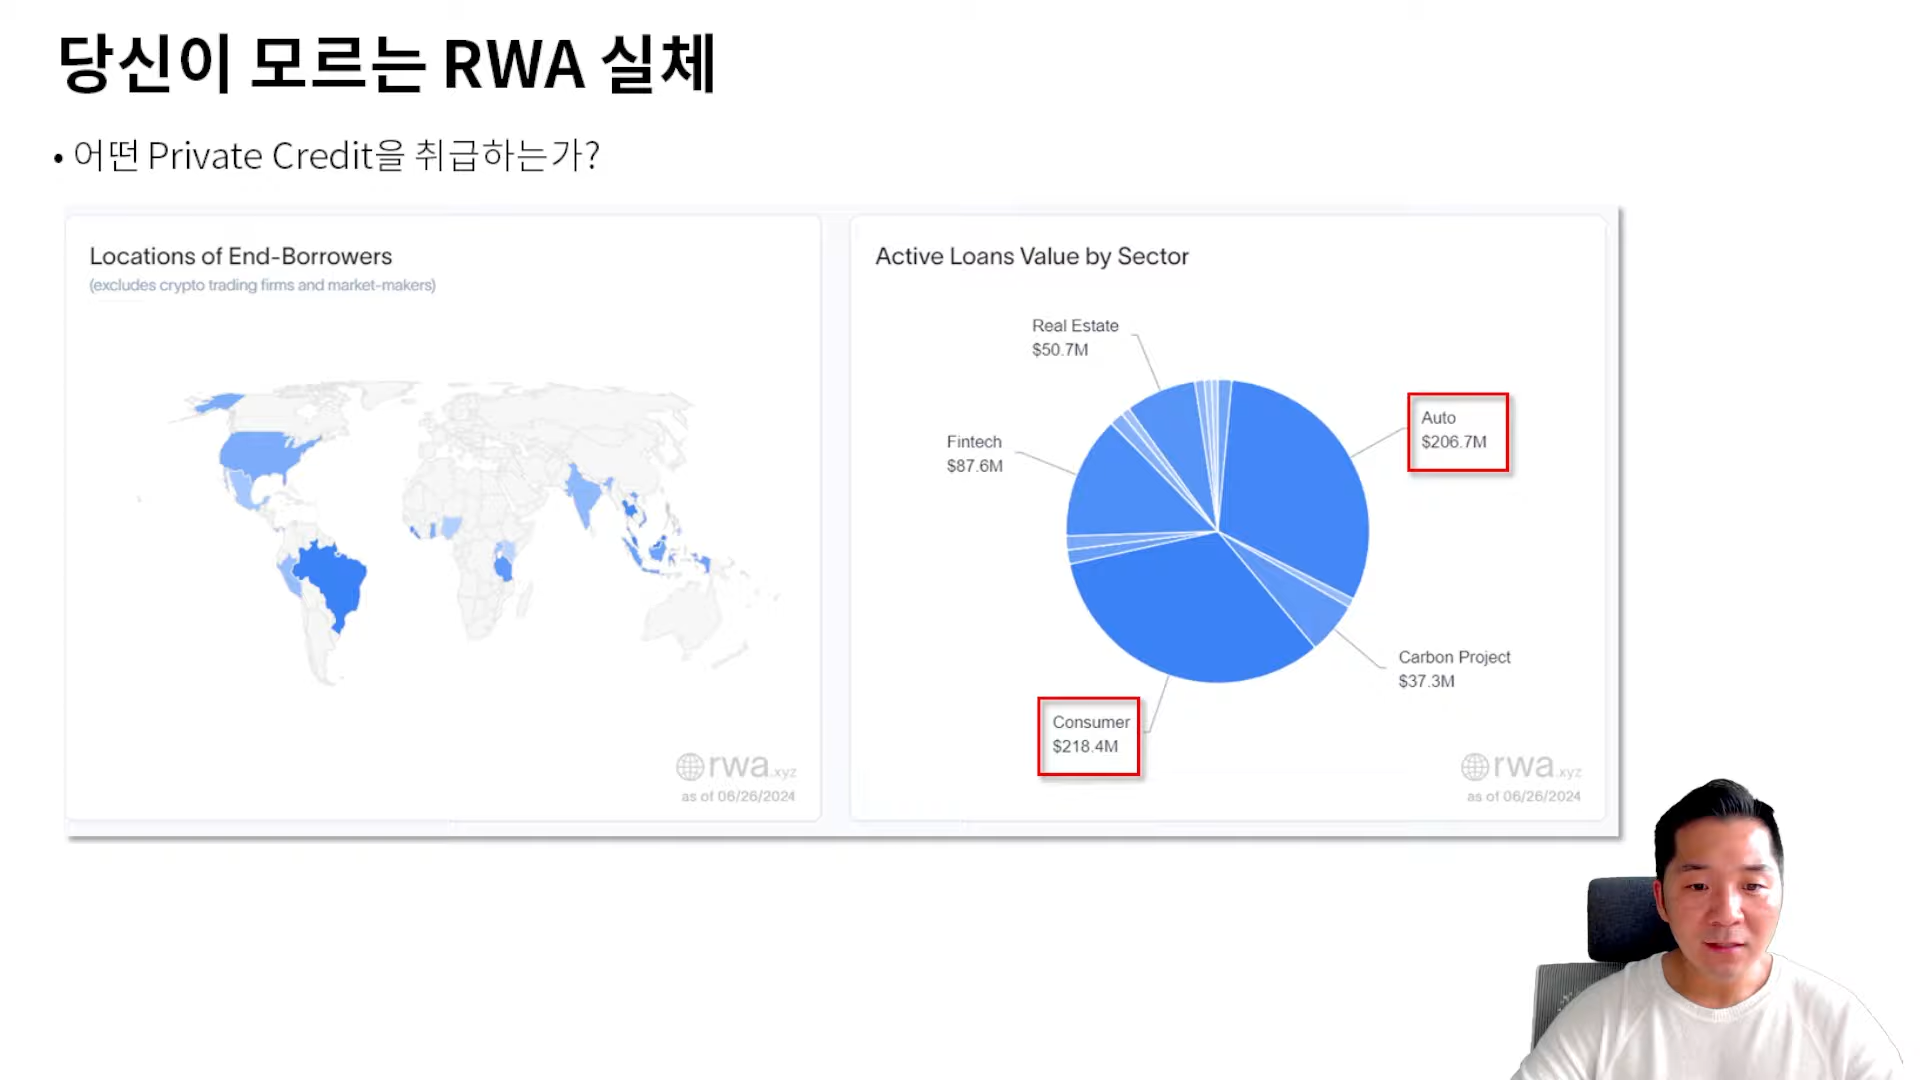 당신이 모르는 RWA 실체
• 어떤 Private Credit을 취급하는가?
Locations of End-Borrowers
(excludes crypto trading firms and market-makers)
rwa.xyz
as of 06/26/2024
Active Loans Value by Sector
Real Estate
$50.7M
Auto
$206.7M
Fintech
$87.6M
Carbon Project
$37.3M
Consumer
$218.4M
rwa.xyz
as of 06/26/2024